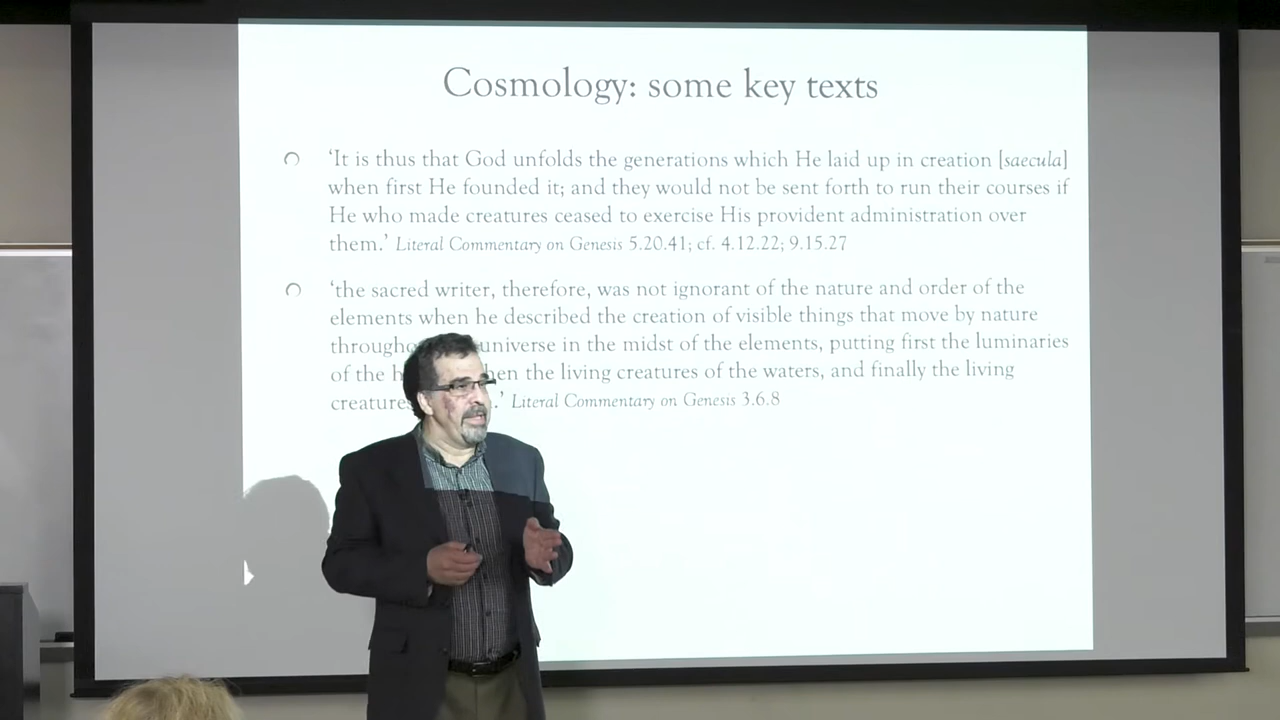 Cosmology: some key texts
‘It is thus that God unfolds the generations which He laid up in creation [saecula]
when first He founded it; and they would not be sent forth to run their courses if
He who made creatures ceased to exercise His provident administration over
them.’ Literal Commentary on Genesis 5.20.41; cf. 4.12.22; 9.15.27
‘the sacred writer, therefore, was not ignorant of the nature and order of the
elements when he described the creation of visible things that move by nature
universe in the midst of the elements, putting first the luminaries
of the the living creatures of the waters, and finally the living
.’ Literal Commentary on Genesis 3.6.8